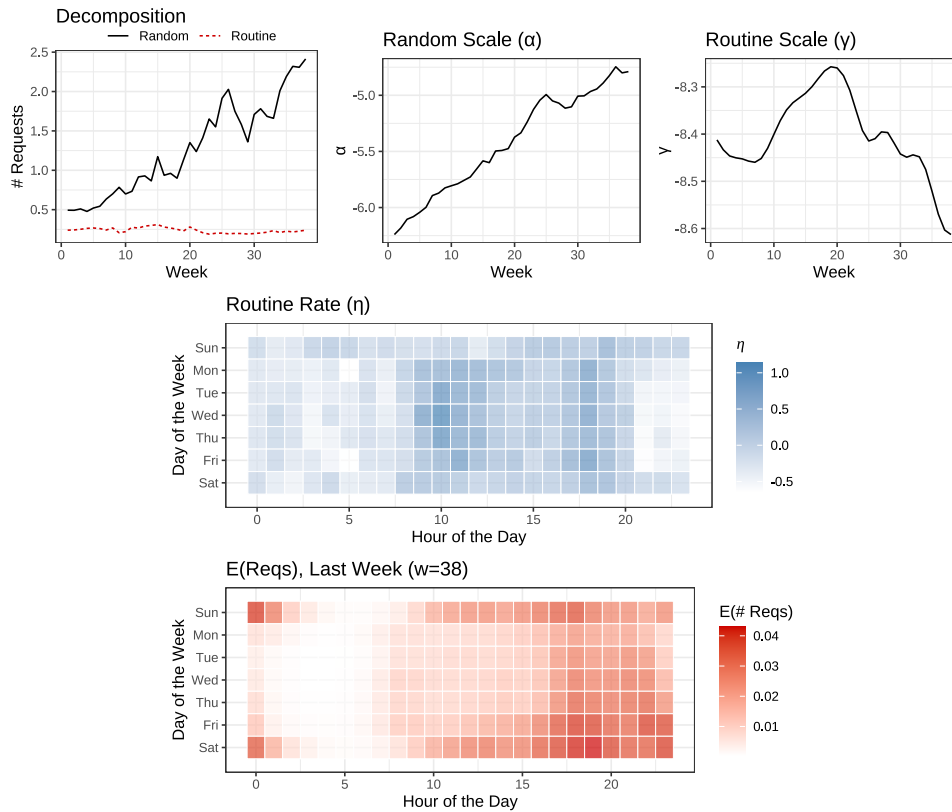 Decomposition
Random Routine
# Requests
2.5
2.0
1.5
1.0
0.5
0 10 20 30
Week
Random Scale (α)
α
-5.0
-5.5
-6.0
0 10 20 30
Week
Routine Scale (γ)
γ
-8.3
-8.4
-8.5
-8.6
0 10 20 30
Week
Routine Rate (η)
Day of the Week
Sun
Mon
Tue
Wed
Thu
Fri
Sat
0 5 10 15 20
Hour of the Day
η
1.0
0.5
0.0
-0.5
E(Reqs), Last Week (w=38)
Day of the Week
Sun
Mon
Tue
Wed
Thu
Fri
Sat
0 5 10 15 20
Hour of the Day
E(# Reqs)
0.04
0.03
0.02
0.01